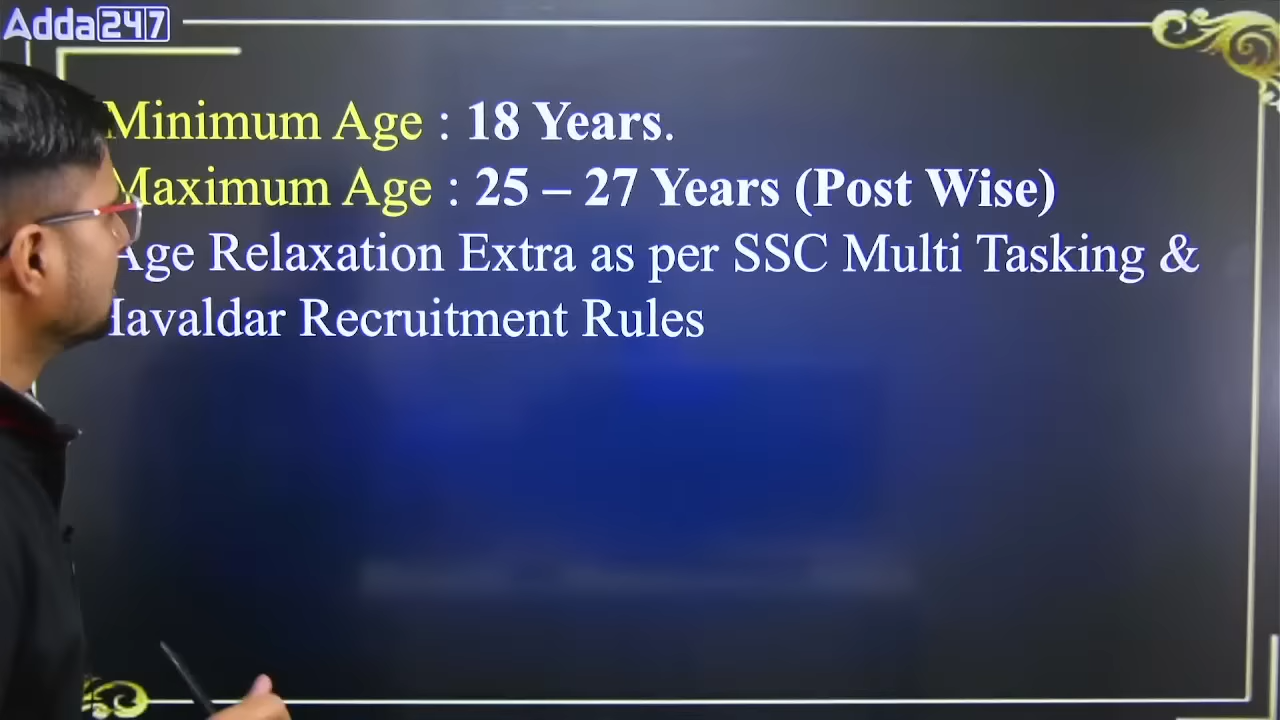 Adda247
Minimum Age : 18 Years.
Maximum Age : 25 – 27 Years (Post Wise)
Age Relaxation Extra as per SSC Multi Tasking &
Havaldar Recruitment Rules